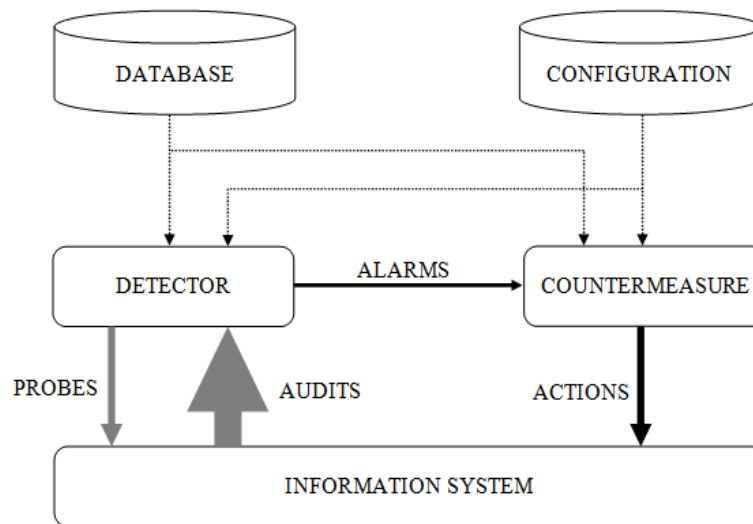 DATABASE
CONFIGURATION
DETECTOR
ALARMS
COUNTERMEASURE
PROBES
AUDITS
ACTIONS
INFORMATION SYSTEM